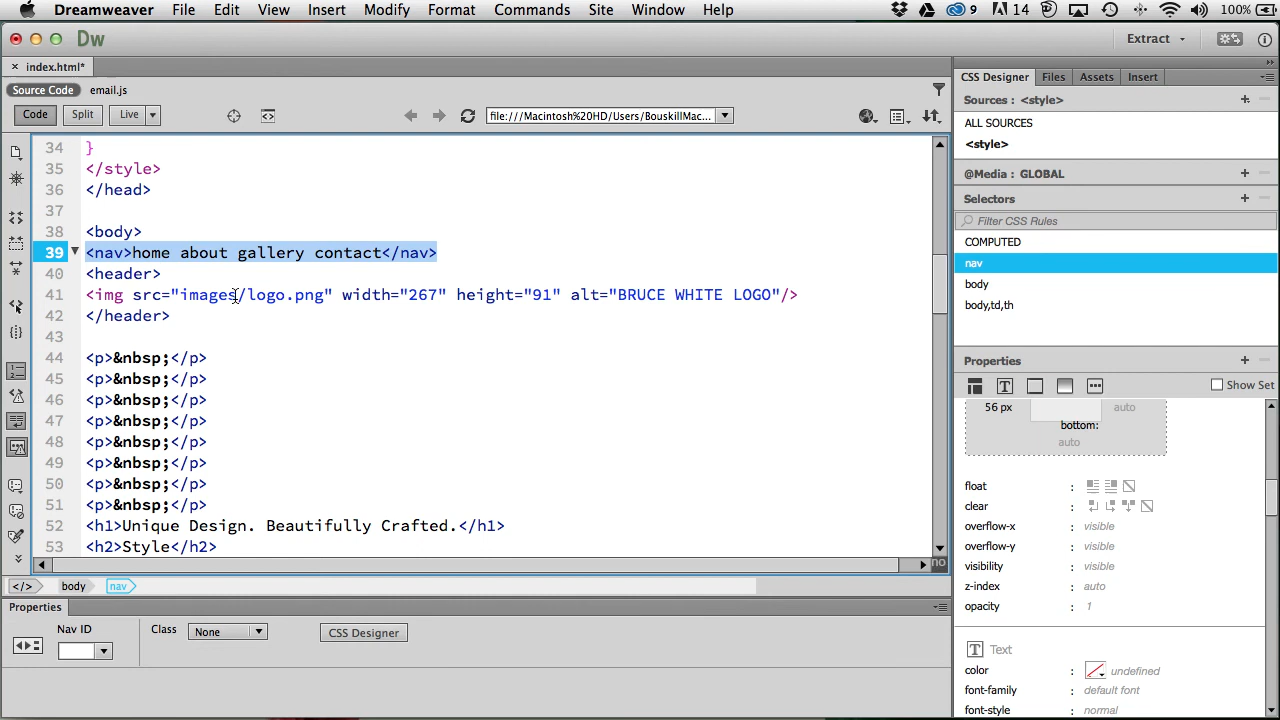 Dreamweaver File Edit View Insert Modify Format Commands Site Window Help 9 14 100%
Dw Extract
index.html*
Source Code email.js
Code Split Live file:///Macintosh%20HD/Users/BouskillMac...
34 }
35 </style>
36 </head>
37
38 <body>
39 <nav>home about gallery contact</nav>
40 <header>
41 <img src="images/logo.png" width="267" height="91" alt="BRUCE WHITE LOGO"/>
42 </header>
43
44 <p>&nbsp;</p>
45 <p>&nbsp;</p>
46 <p>&nbsp;</p>
47 <p>&nbsp;</p>
48 <p>&nbsp;</p>
49 <p>&nbsp;</p>
50 <p>&nbsp;</p>
51 <p>&nbsp;</p>
52 <h1>Unique Design. Beautifully Crafted.</h1>
53 <h2>Style</h2>
no
</> body nav
Properties
Nav ID Class None CSS Designer
CSS Designer Files Assets Insert
Sources : <style>
ALL SOURCES
<style>
@Media : GLOBAL
Selectors
Filter CSS Rules
COMPUTED
nav
body
body,td,th
Properties
T Show Set
56 px auto
bottom:
auto
float :
clear :
overflow-x : visible
overflow-y : visible
visibility : visible
z-index : auto
opacity : 1
T Text
color : undefined
font-family : default font
font-style : normal